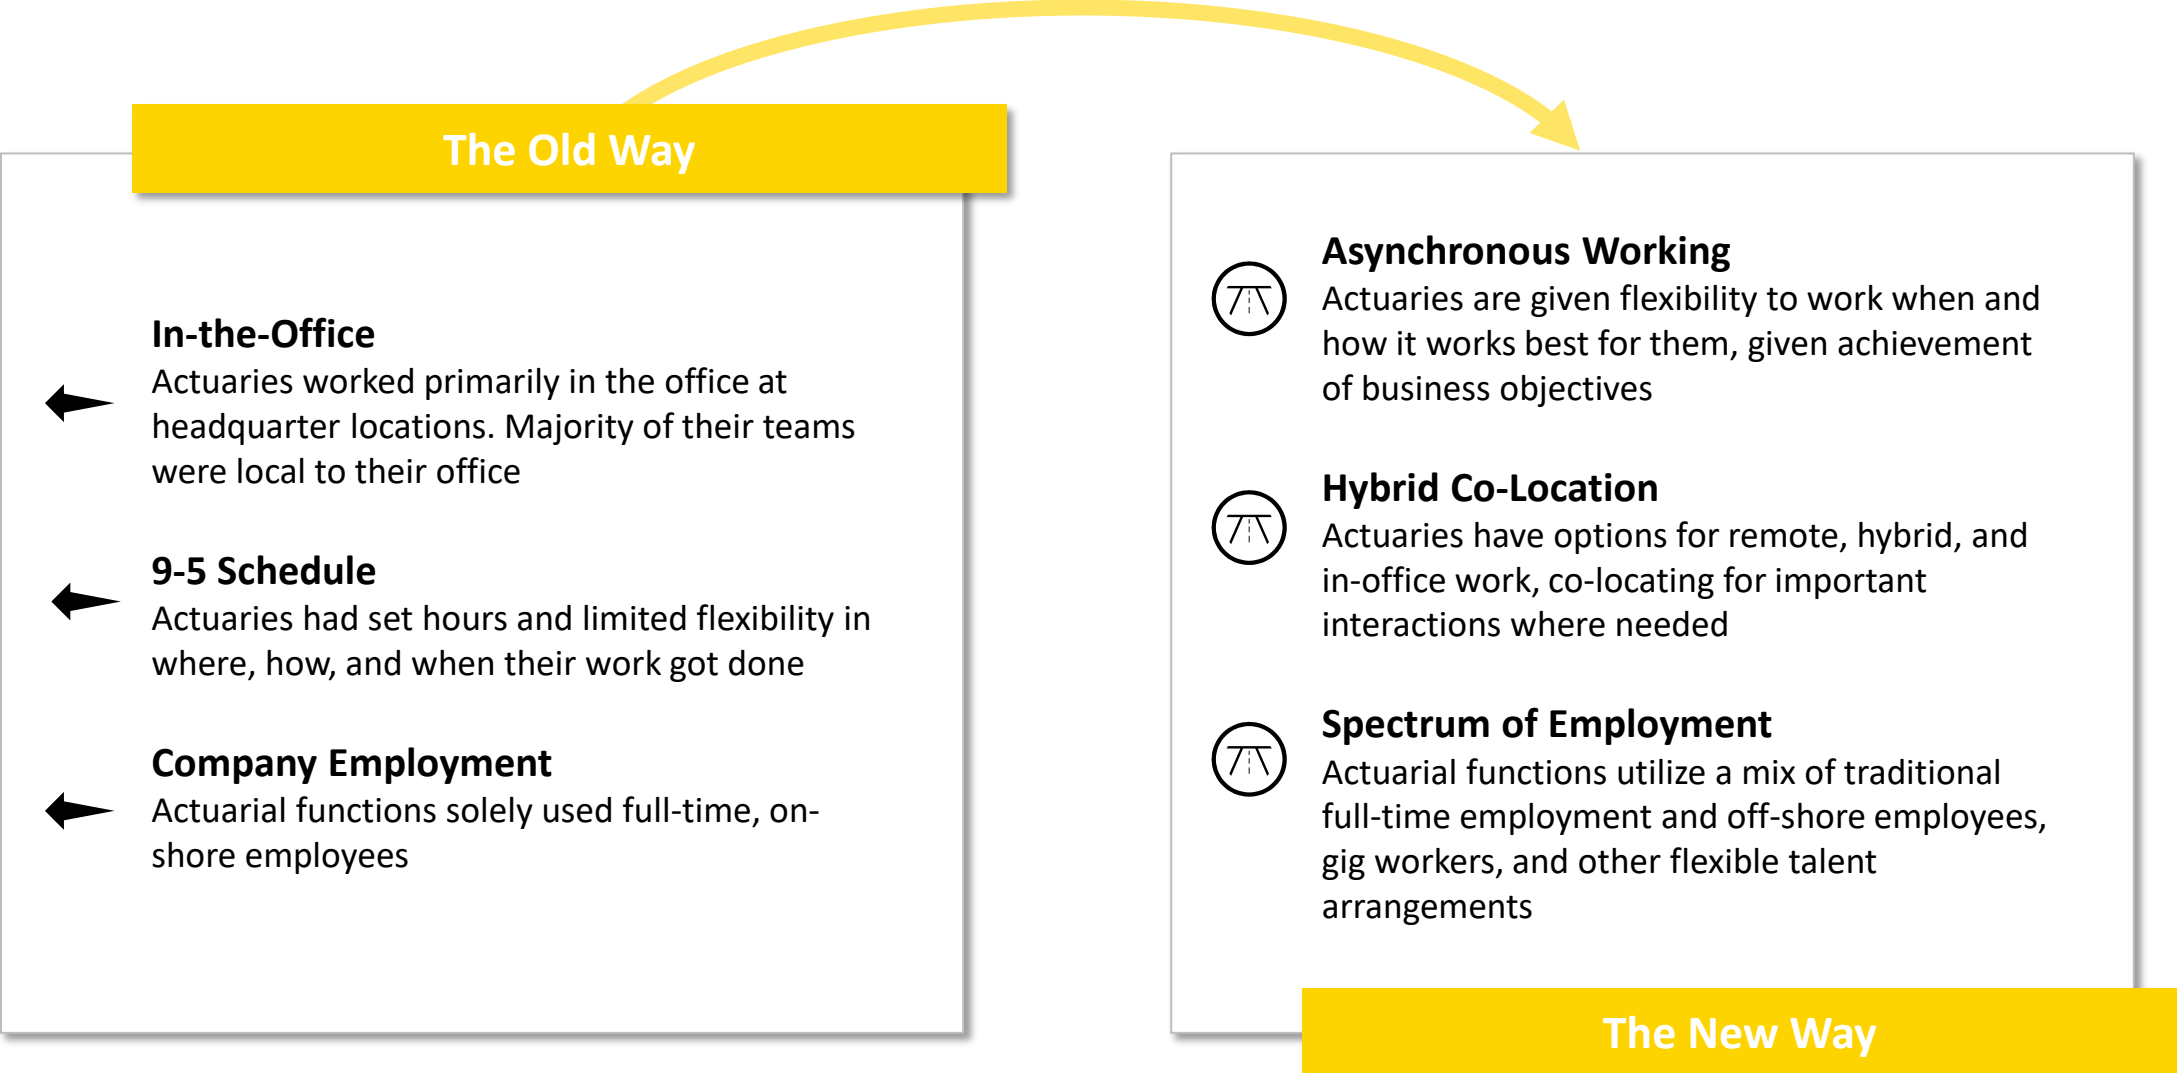 The Old Way
In-the-Office
Actuaries worked primarily in the office at
headquarter locations. Majority of their teams
were local to their office
9-5 Schedule
Actuaries had set hours and limited flexibility in
where, how, and when their work got done
Company Employment
Actuarial functions solely used full-time, on-
shore employees
Asynchronous Working
Actuaries are given flexibility to work when and
how it works best for them, given achievement
of business objectives
Hybrid Co-Location
Actuaries have options for remote, hybrid, and
in-office work, co-locating for important
interactions where needed
Spectrum of Employment
Actuarial functions utilize a mix of traditional
full-time employment and off-shore employees,
gig workers, and other flexible talent
arrangements
The New Way